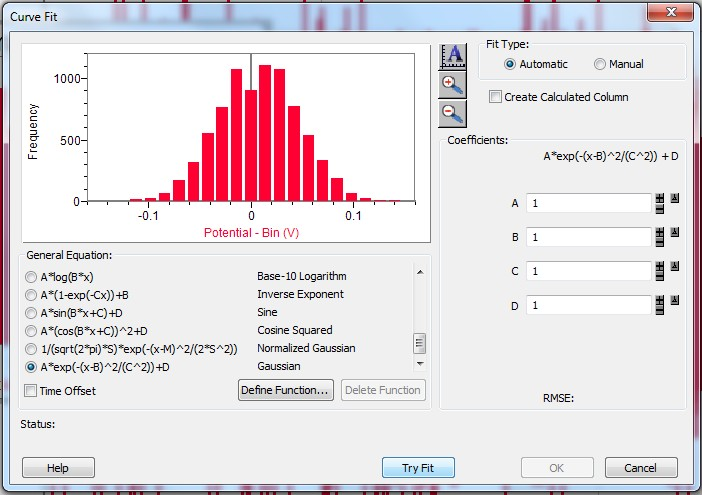 Curve Fit
1000
500
0
Frequency
-0.1 0 0.1
Potential - Bin (V)
A
Fit Type:
Automatic Manual
Create Calculated Column
Coefficients:
A*exp(-(x-B)^2/(C^2)) + D
A 1
B 1
C 1
D 1
RMSE:
General Equation:
A*log(B*x) Base-10 Logarithm
A*(1-exp(-Cx))+B Inverse Exponent
A*sin(B*x+C)+D Sine
A*(cos(B*x+C))^2+D Cosine Squared
1/(sqrt(2*pi)*S)*exp(-(x-M)^2/(2*S^2)) Normalized Gaussian
A*exp(-(x-B)^2/(C^2))+D Gaussian
Time Offset Define Function... Delete Function
Status:
Help Try Fit OK Cancel